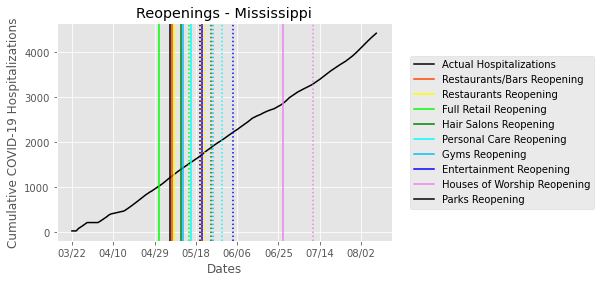 Reopenings - Mississippi
Cumulative COVID-19 Hospitalizations
4000
3000
2000
1000
0
03/22 04/10 04/29 05/18 06/06 06/25 07/14 08/02
Dates
Actual Hospitalizations
Restaurants/Bars Reopening
Restaurants Reopening
Full Retail Reopening
Hair Salons Reopening
Personal Care Reopening
Gyms Reopening
Entertainment Reopening
Houses of Worship Reopening
Parks Reopening